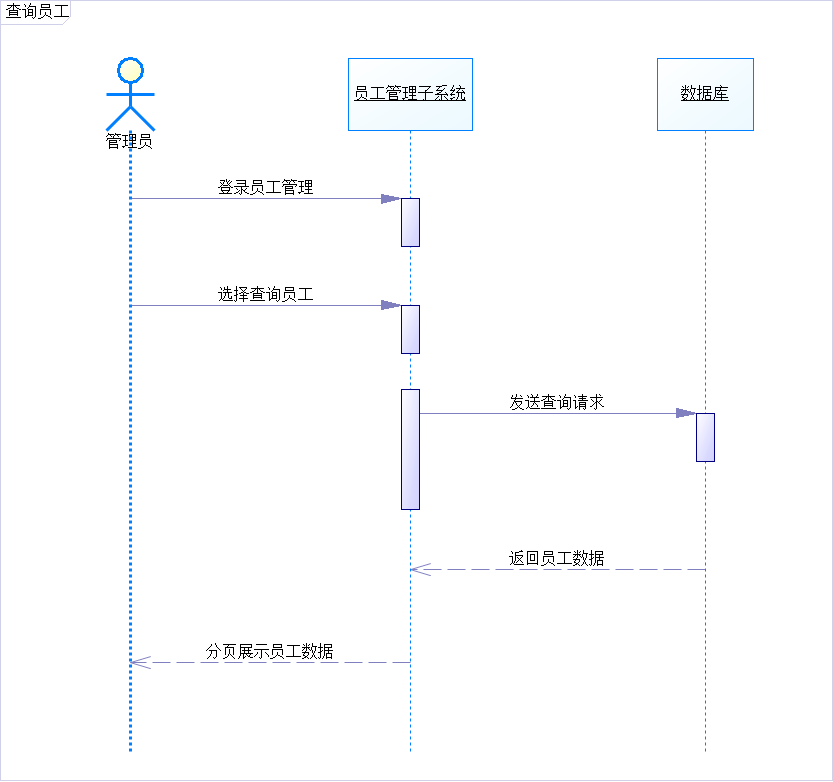 查询员工
员工管理子系统
数据库
管理员
登录员工管理
选择查询员工
发送查询请求
返回员工数据
分页展示员工数据